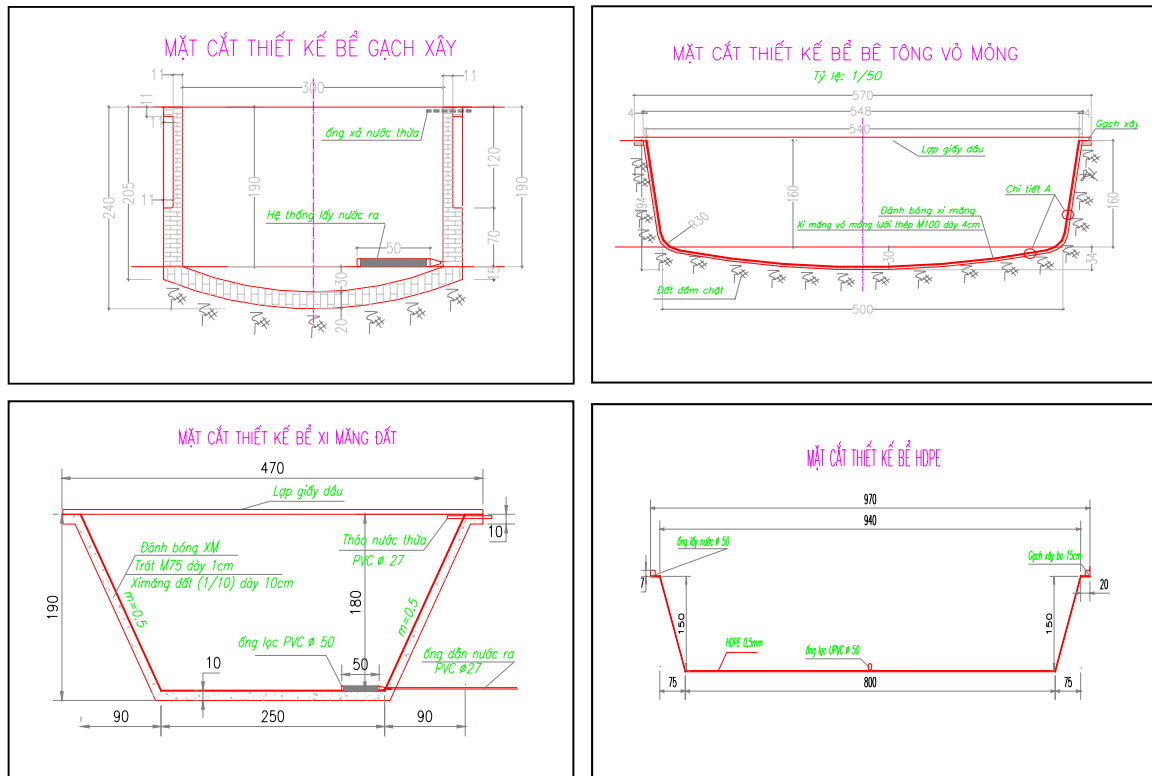 MẶT CẮT THIẾT KẾ BỂ GẠCH XÂY
11
300
11
11
ống xả nước thừa
11
120
240
205
190
190
11
Hệ thống lấy nước ra
50
70
30
15
20
MẶT CẮT THIẾT KẾ BỂ BÊ TÔNG VỎ MỎNG
Tỷ lệ: 1/50
570
4
548
4
540
Gạch xây
Lợp giấy dầu
160
Chi tiết A
194
Đánh bóng xi măng
160
R30
Xi măng vỏ mỏng lưới thép M100 dày 4cm
30
34
Đất đầm chặt
500
MẶT CẮT THIẾT KẾ BỂ XI MĂNG ĐẤT
470
Lợp giấy dầu
10
Đánh bóng XM
Tháo nước thừa
Trát M75 dày 1cm
PVC Ø 27
Ximăng đất (1/10) dày 10cm
190
m=0.5
180
m=0.5
ống lọc PVC Ø 50
10
50
ống dẫn nước ra
PVC Ø27
90
250
90
MẶT CẮT THIẾT KẾ BỂ HDPE
970
940
ống lấy nước Ø 50
Gạch xây bo 15cm
7
20
150
150
HDPE 0,5mm
ống lọc UPVC Ø 50
75
800
75